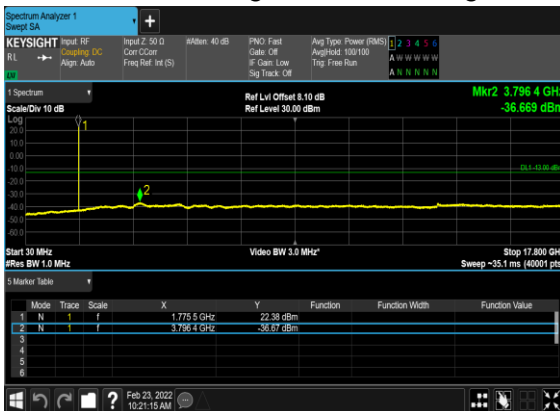 Spectrum Analyzer 1
Swept SA
KEYSIGHT Input: RF Input Z: 50 Ω #Atten: 40 dB PNO: Fast Avg Type: Power (RMS) 1 2 3 4 5 6
RL Coupling: DC Corr CCorr Gate: Off Avg|Hold: 100/100 A W W W W W
Align: Auto Freq Ref: Int (S) IF Gain: Low Trig: Free Run
LV Sig Track: Off A N N N N N
1 Spectrum Ref Lvl Offset 8.10 dB Mkr2 3.796 4 GHz
Scale/Div 10 dB Ref Level 30.00 dBm -36.669 dBm
Log
20.0
10.0
0.00
-10.0
-20.0
-30.0
-40.0
-50.0
-60.0
1
2
DL1 -13.00 dBm
Start 30 MHz Video BW 3.0 MHz* Stop 17.800 GH
#Res BW 1.0 MHz Sweep ~35.1 ms (40001 pts
5 Marker Table
Mode Trace Scale X Y Function Function Width Function Value
1 N 1 f 1.775 5 GHz 22.38 dBm
2 N 1 f 3.796 4 GHz -36.67 dBm
3
4
5
6
? Feb 23, 2022
10:21:15 AM